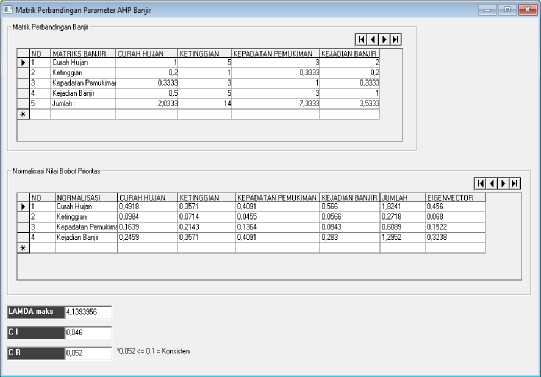 Matrik Perbandingan Parameter AHP Banjir
Matrik Perbandingan Banjir
NO MATRIKS BANJIR CURAH HUJAN KETINGGIAN KEPADATAN PEMUKIMAN KEJADIAN BANJIR
1 Curah Hujan 1 5 3 2
2 Ketinggian 0,2 1 0,3333 0,2
3 Kapadatan Pemukiman 0,3333 3 1 0,3333
4 Kejadian Banjir 0,5 5 3 1
5 Jumlah 2,0333 14 7,3333 3,5333
Normalisasi Nilai Bobot Prioritas
NO NORMALISASI CURAH HUJAN KETINGGIAN KEPADATAN PEMUKIMAN KEJADIAN BANJIR JUMLAH EIGENVECTOR
1 Curah Hujan 0,4918 0,3571 0,4091 0,566 1,8241 0,456
2 Ketinggian 0,0984 0,0714 0,0455 0,0566 0,2718 0,068
3 Kepadatan Pemukiman 0,1639 0,2143 0,1364 0,0943 0,6089 0,1522
4 Kejadian Banjir 0,2459 0,3571 0,4091 0,283 1,2952 0,3238
LAMDA maks 4,1393956
C I 0,046
C R 0,052 *0,052 <= 0,1 = Konsisten